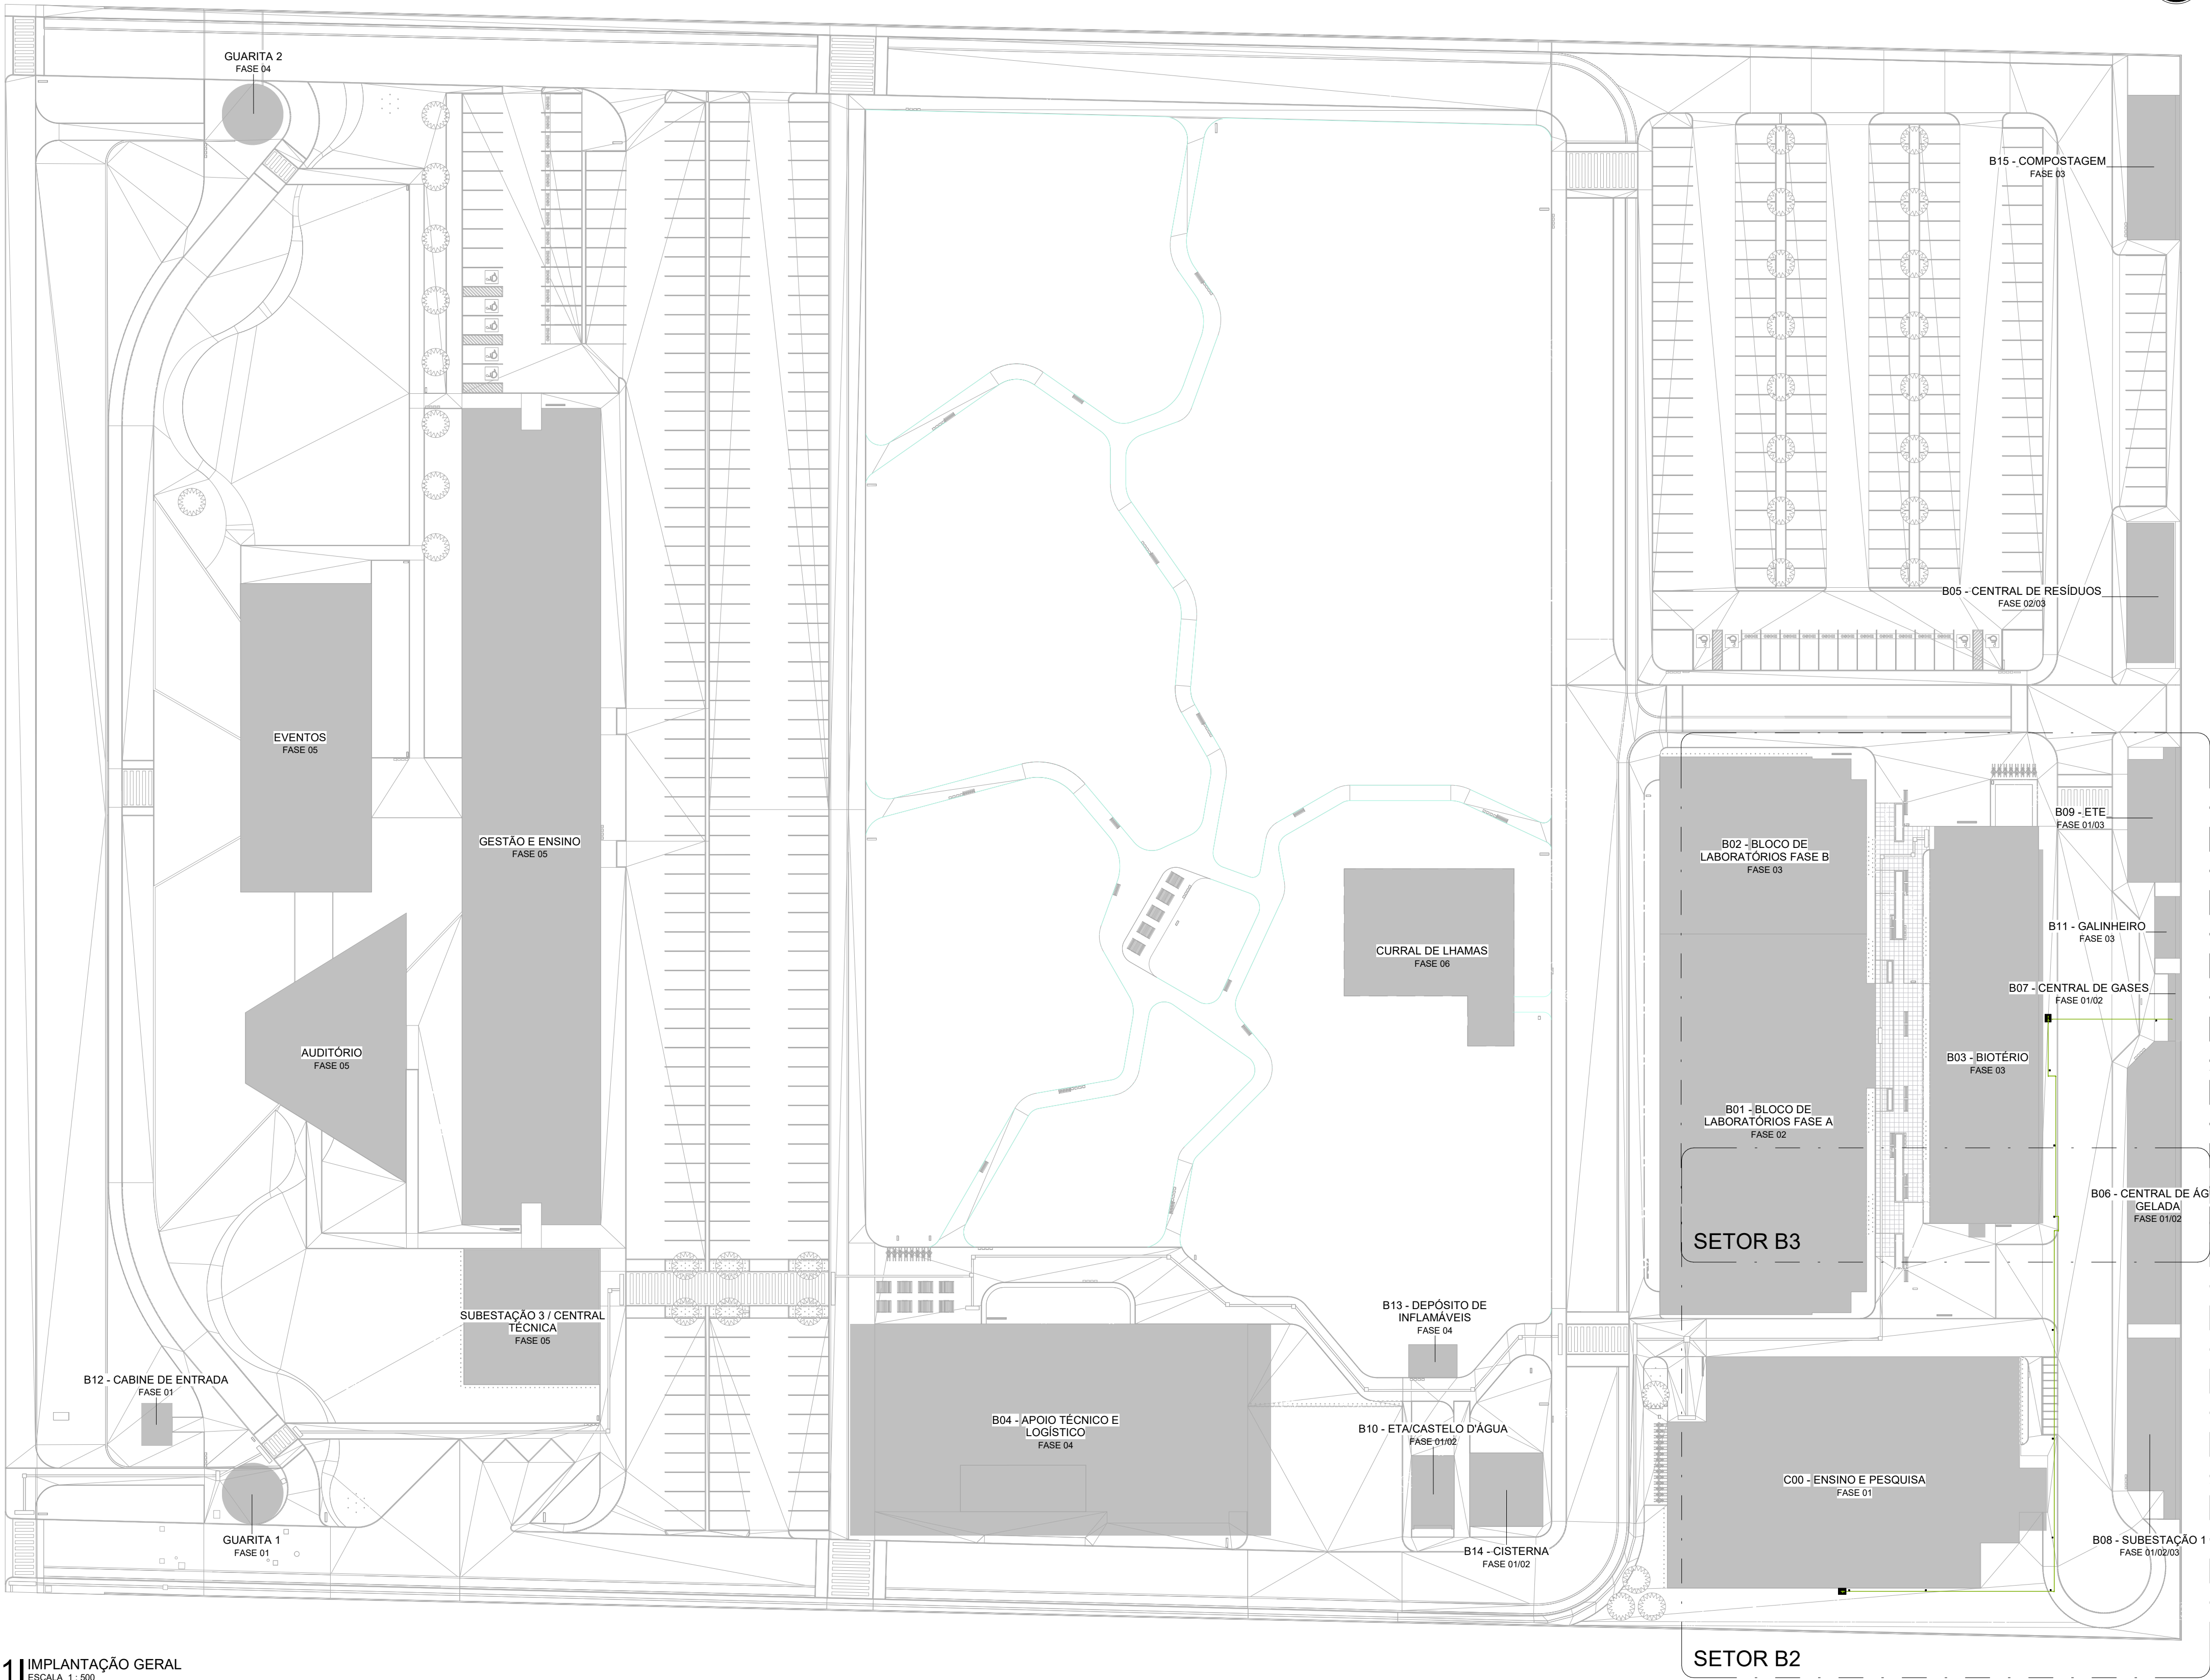 GUARITA 2
FASE 04
B15 - COMPOSTAGEM
FASE 03
B05 - CENTRAL DE RESÍDUOS
FASE 02/03
EVENTOS
FASE 05
GESTÃO E ENSINO
FASE 05
B02 - BLOCO DE
LABORATÓRIOS FASE B
FASE 03
B09 - ETE
FASE 01/03
CURRAL DE LHAMAS
FASE 06
B11 - GALINHEIRO
FASE 03
B07 - CENTRAL DE GASES
FASE 01/02
AUDITÓRIO
FASE 05
B03 - BIOTÉRIO
FASE 03
B01 - BLOCO DE
LABORATÓRIOS FASE A
FASE 02
B06 - CENTRAL DE ÁG
GELADA
FASE 01/02
SETOR B3
SUBESTAÇÃO 3 / CENTRAL
TÉCNICA
FASE 05
B13 - DEPÓSITO DE
INFLAMÁVEIS
FASE 04
B12 - CABINE DE ENTRADA
FASE 01
B04 - APOIO TÉCNICO E
LOGÍSTICO
FASE 04
B10 - ETA/CASTELO D'ÁGUA
FASE 01/02
C00 - ENSINO E PESQUISA
FASE 01
GUARITA 1
FASE 01
B14 - CISTERNA
FASE 01/02
B08 - SUBESTAÇÃO 1
FASE 01/02/03
SETOR B2
1 IMPLANTAÇÃO GERAL
ESCALA 1 : 500